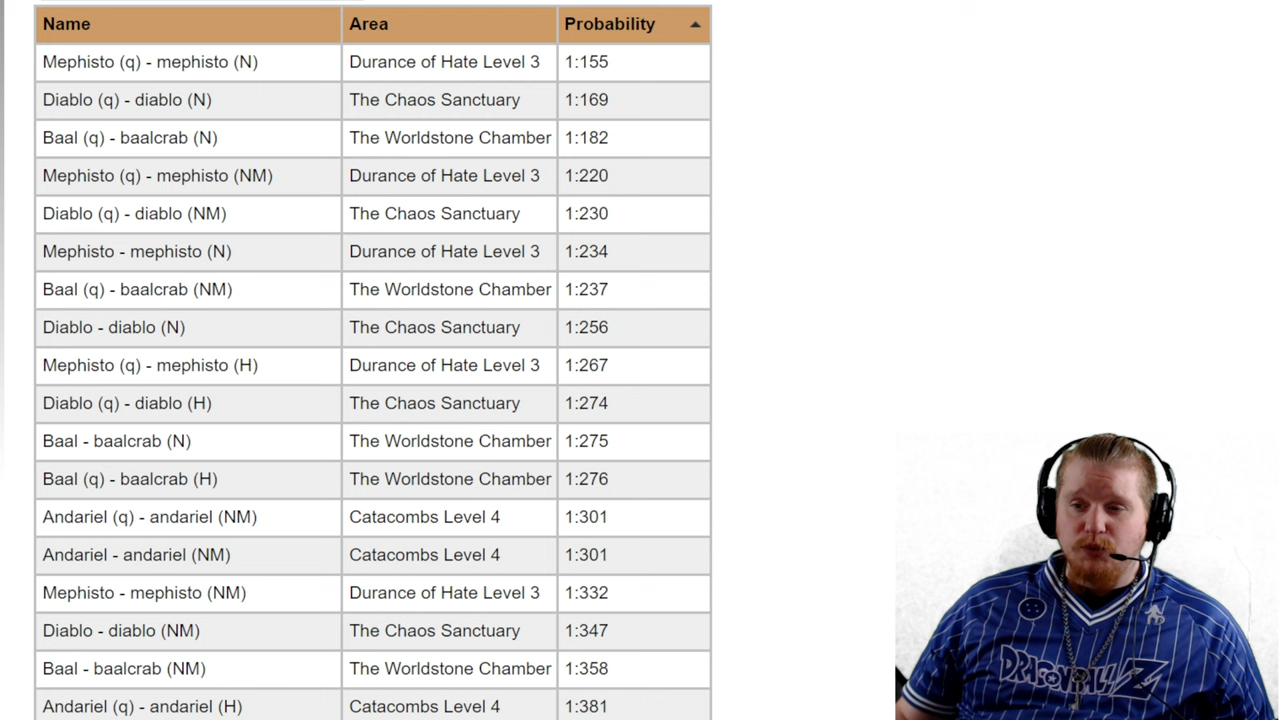 Name Area Probability
Mephisto (q) - mephisto (N) Durance of Hate Level 3 1:155
Diablo (q) - diablo (N) The Chaos Sanctuary 1:169
Baal (q) - baalcrab (N) The Worldstone Chamber 1:182
Mephisto (q) - mephisto (NM) Durance of Hate Level 3 1:220
Diablo (q) - diablo (NM) The Chaos Sanctuary 1:230
Mephisto - mephisto (N) Durance of Hate Level 3 1:234
Baal (q) - baalcrab (NM) The Worldstone Chamber 1:237
Diablo - diablo (N) The Chaos Sanctuary 1:256
Mephisto (q) - mephisto (H) Durance of Hate Level 3 1:267
Diablo (q) - diablo (H) The Chaos Sanctuary 1:274
Baal - baalcrab (N) The Worldstone Chamber 1:275
Baal (q) - baalcrab (H) The Worldstone Chamber 1:276
Andariel (q) - andariel (NM) Catacombs Level 4 1:301
Andariel - andariel (NM) Catacombs Level 4 1:301
Mephisto - mephisto (NM) Durance of Hate Level 3 1:332
Diablo - diablo (NM) The Chaos Sanctuary 1:347
Baal - baalcrab (NM) The Worldstone Chamber 1:358
Andariel (q) - andariel (H) Catacombs Level 4 1:381
DRAGONBALL Z